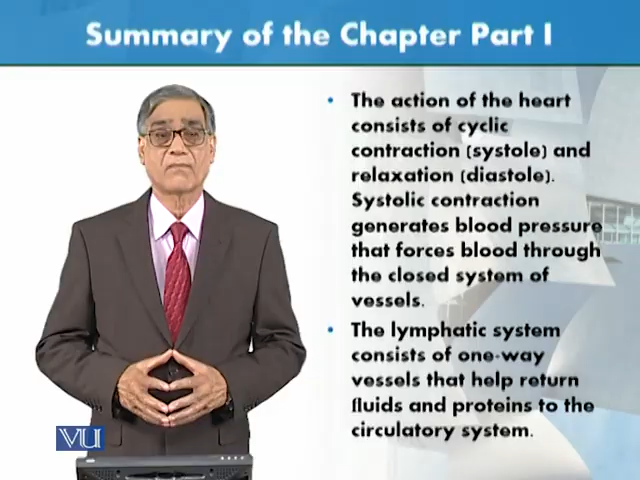 Summary of the Chapter Part I
• The action of the heart
consists of cyclic
contraction (systole) and
relaxation (diastole).
Systolic contraction
generates blood pressure
that forces blood through
the closed system of
vessels.
• The lymphatic system
consists of one-way
vessels that help return
fluids and proteins to the
circulatory system.
VU